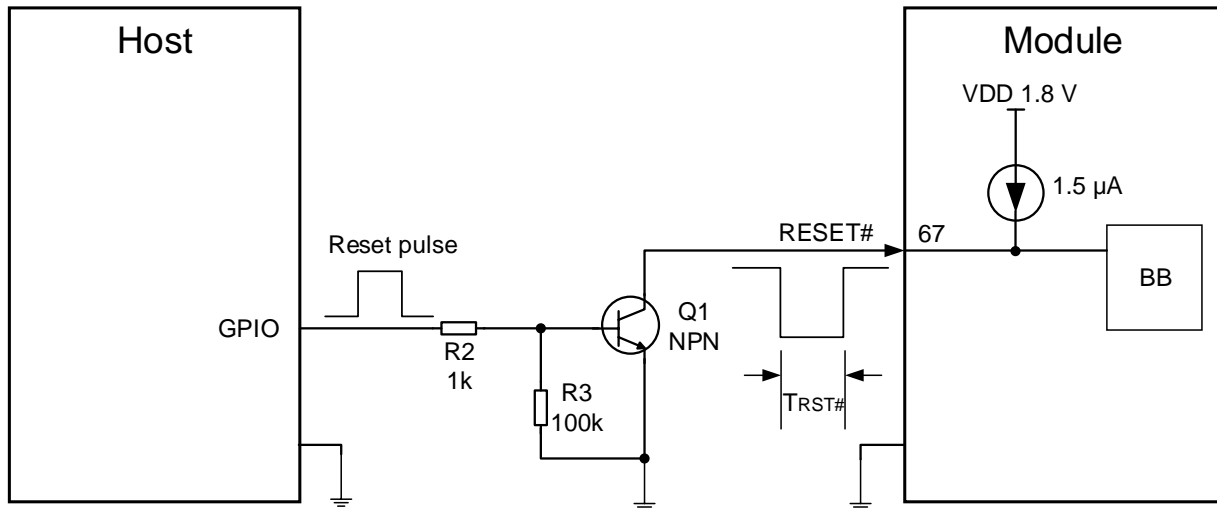 Host
Module
VDD 1.8 V
1.5 µA
Reset pulse
RESET#
67
BB
GPIO
Q1
NPN
R2
1k
R3
100k
TRST#